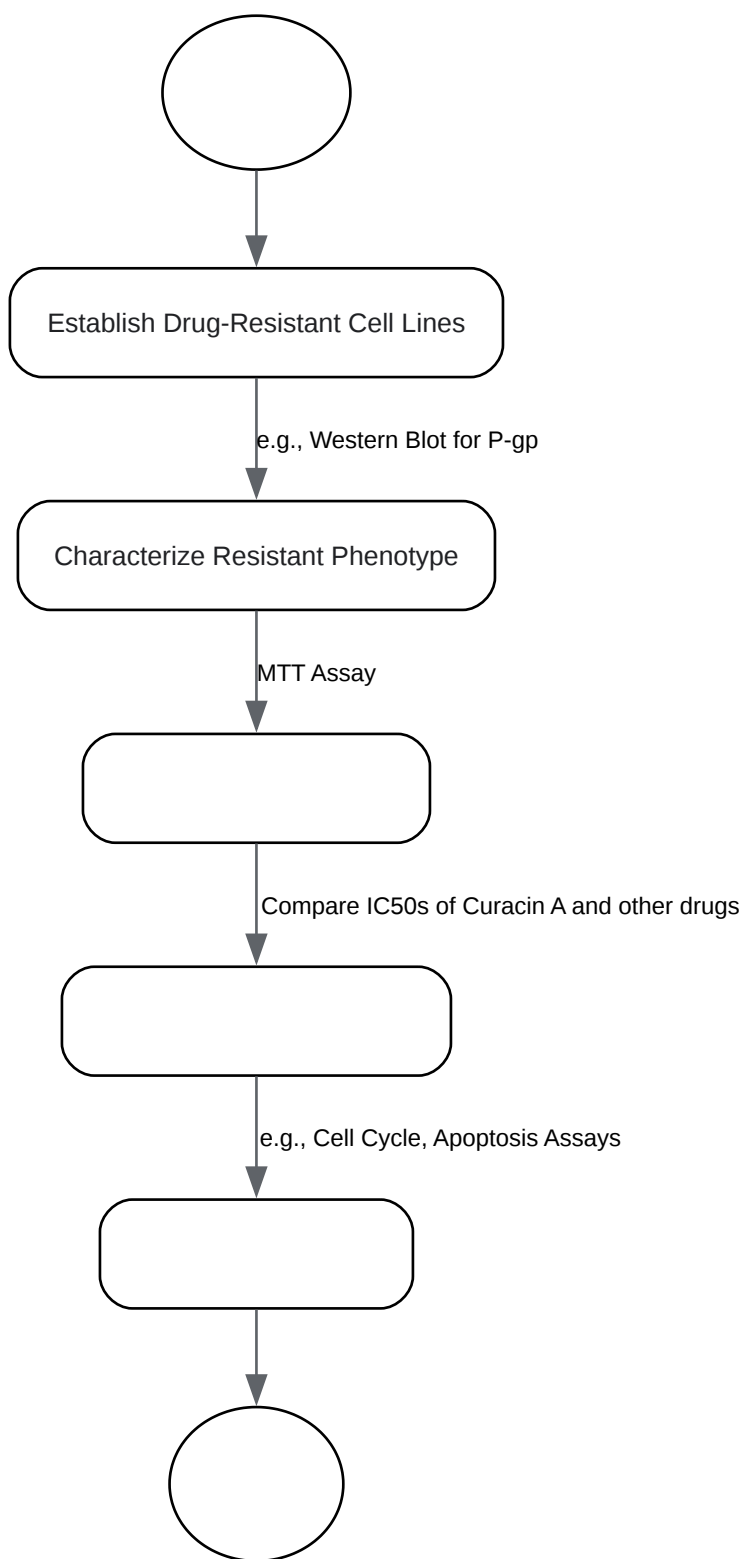 Establish Drug-Resistant Cell Lines
e.g., Western Blot for P-gp
Characterize Resistant Phenotype
MTT Assay
Compare IC50s of Curacin A and other drugs
e.g., Cell Cycle, Apoptosis Assays